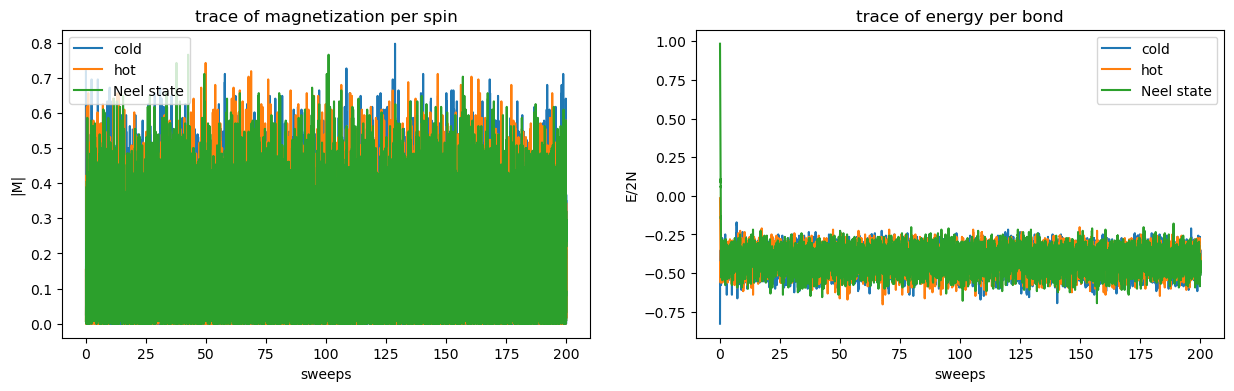 trace of magnetization per spin
cold
hot
Neel state
|M|
0.8
0.7
0.6
0.5
0.4
0.3
0.2
0.1
0.0
0 25 50 75 100 125 150 175 200
sweeps
trace of energy per bond
cold
hot
Neel state
E/2N
1.00
0.75
0.50
0.25
0.00
−0.25
−0.50
−0.75
0 25 50 75 100 125 150 175 200
sweeps